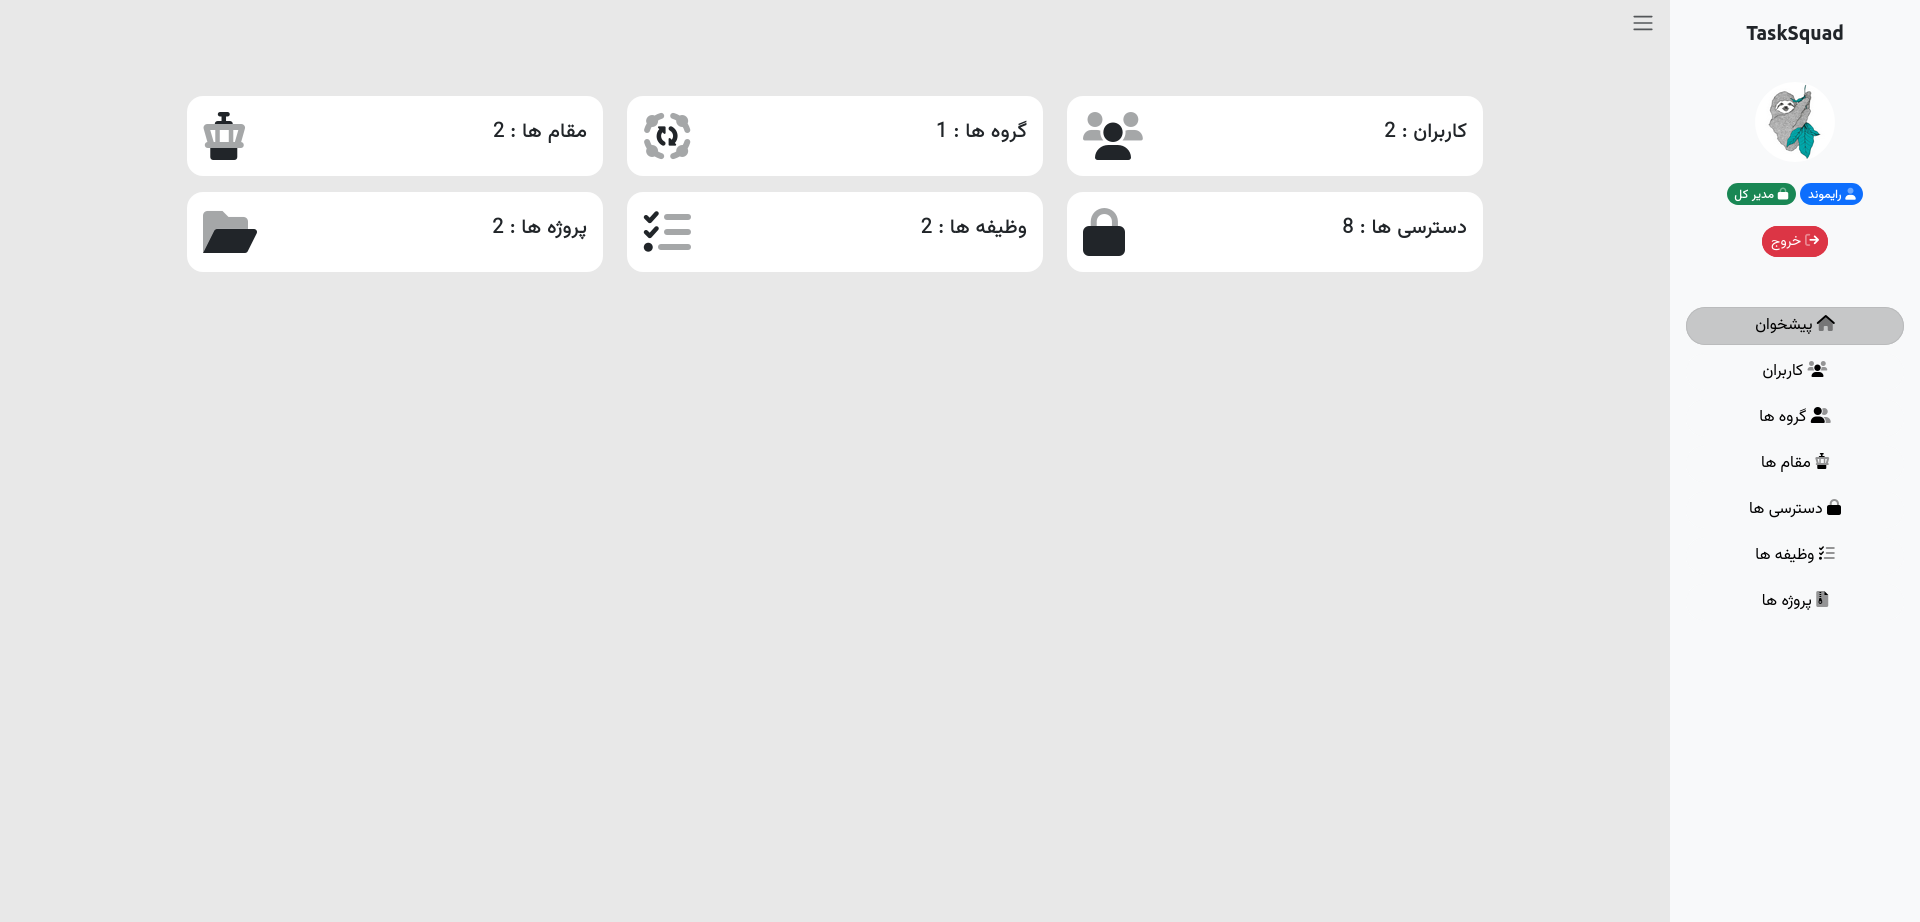 TaskSquad
رایموند
مدیر کل
خروج
پیشخوان
کاربران
گروه ها
مقام ها
دسترسی ها
وظیفه ها
پروژه ها
کاربران : 2
گروه ها : 1
مقام ها : 2
دسترسی ها : 8
وظیفه ها : 2
پروژه ها : 2